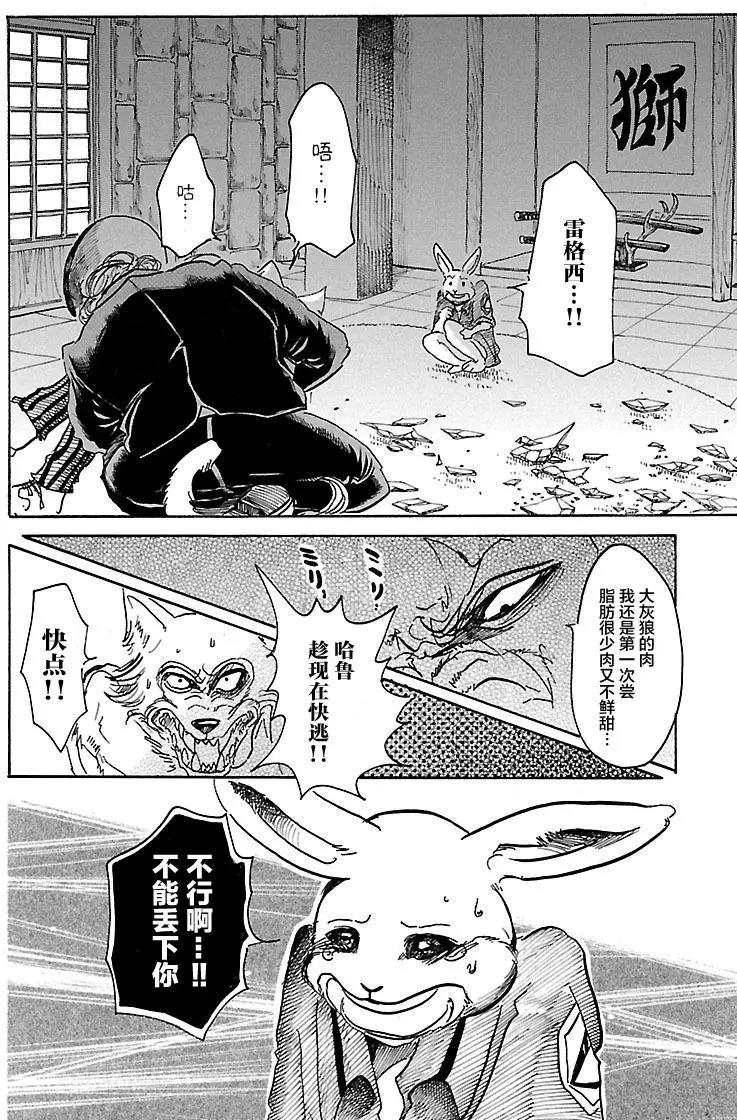 獅
雷格西…!!
唔…!!
咕…
大灰狼的肉
我还是第一次尝
脂肪很少肉又不鲜甜…
ミリ
ミリッ
哈鲁
趁现在快逃!!
快点!!
不行啊…!!
不能丢下你